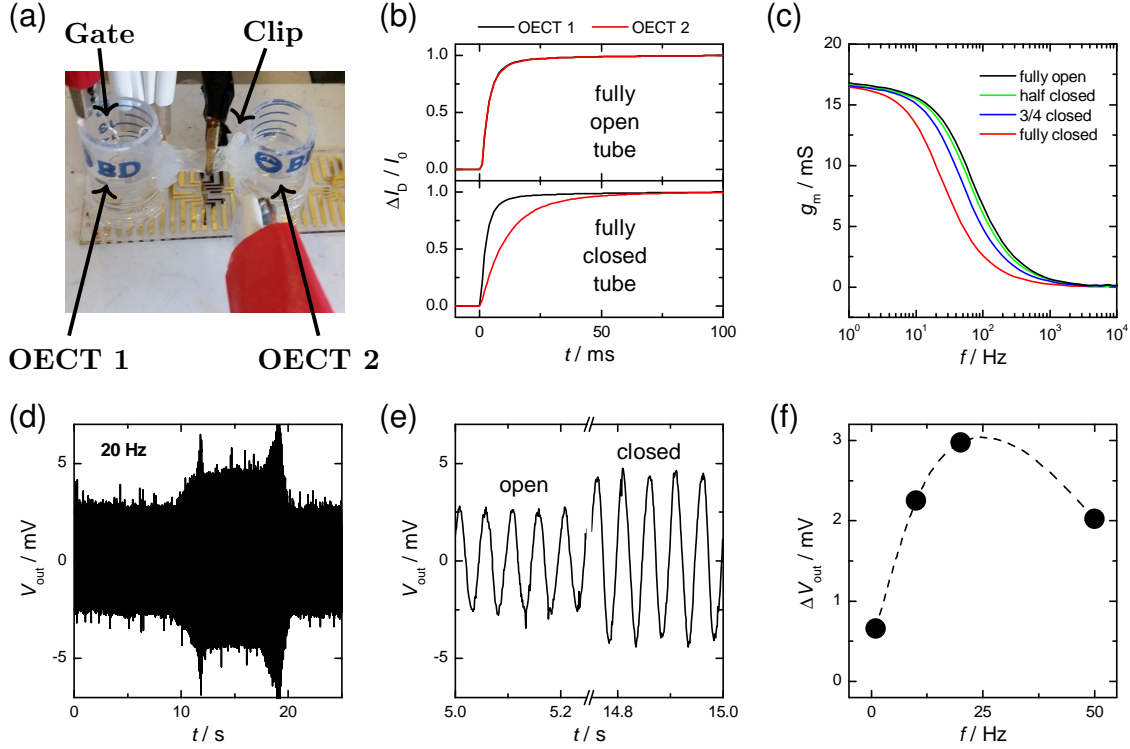 (a)
Gate
Clip
BD
B
OECT 1
OECT 2
(b)
OECT 1 OECT 2
1.0
0.5
0.0
fully
open
tube
ΔI_D / I_0
1.0
0.5
0.0
fully
closed
tube
0 50 100
t / ms
(c)
20
15
10
5
0
g_m / mS
fully open
half closed
3/4 closed
fully closed
10^0 10^1 10^2 10^3 10^4
f / Hz
(d)
20 Hz
5
0
-5
V_out / mV
0 10 20
t / s
(e)
open
closed
5
0
-5
V_out / mV
5.0 5.2 14.8 15.0
t / s
(f)
3
2
1
0
ΔV_out / mV
0 25 50
f / Hz